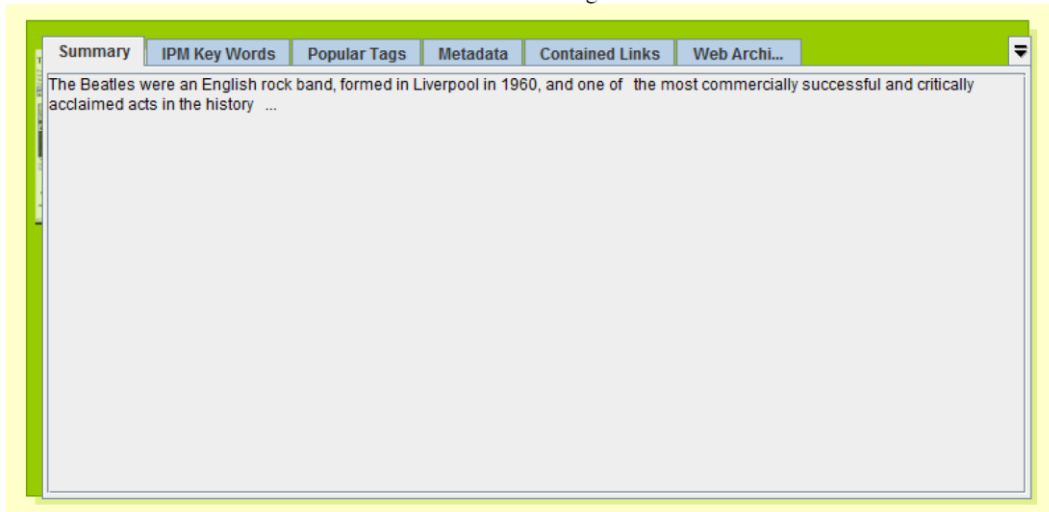 Summary IPM Key Words Popular Tags Metadata Contained Links Web Archi...
The Beatles were an English rock band, formed in Liverpool in 1960, and one of the most commercially successful and critically
acclaimed acts in the history ...